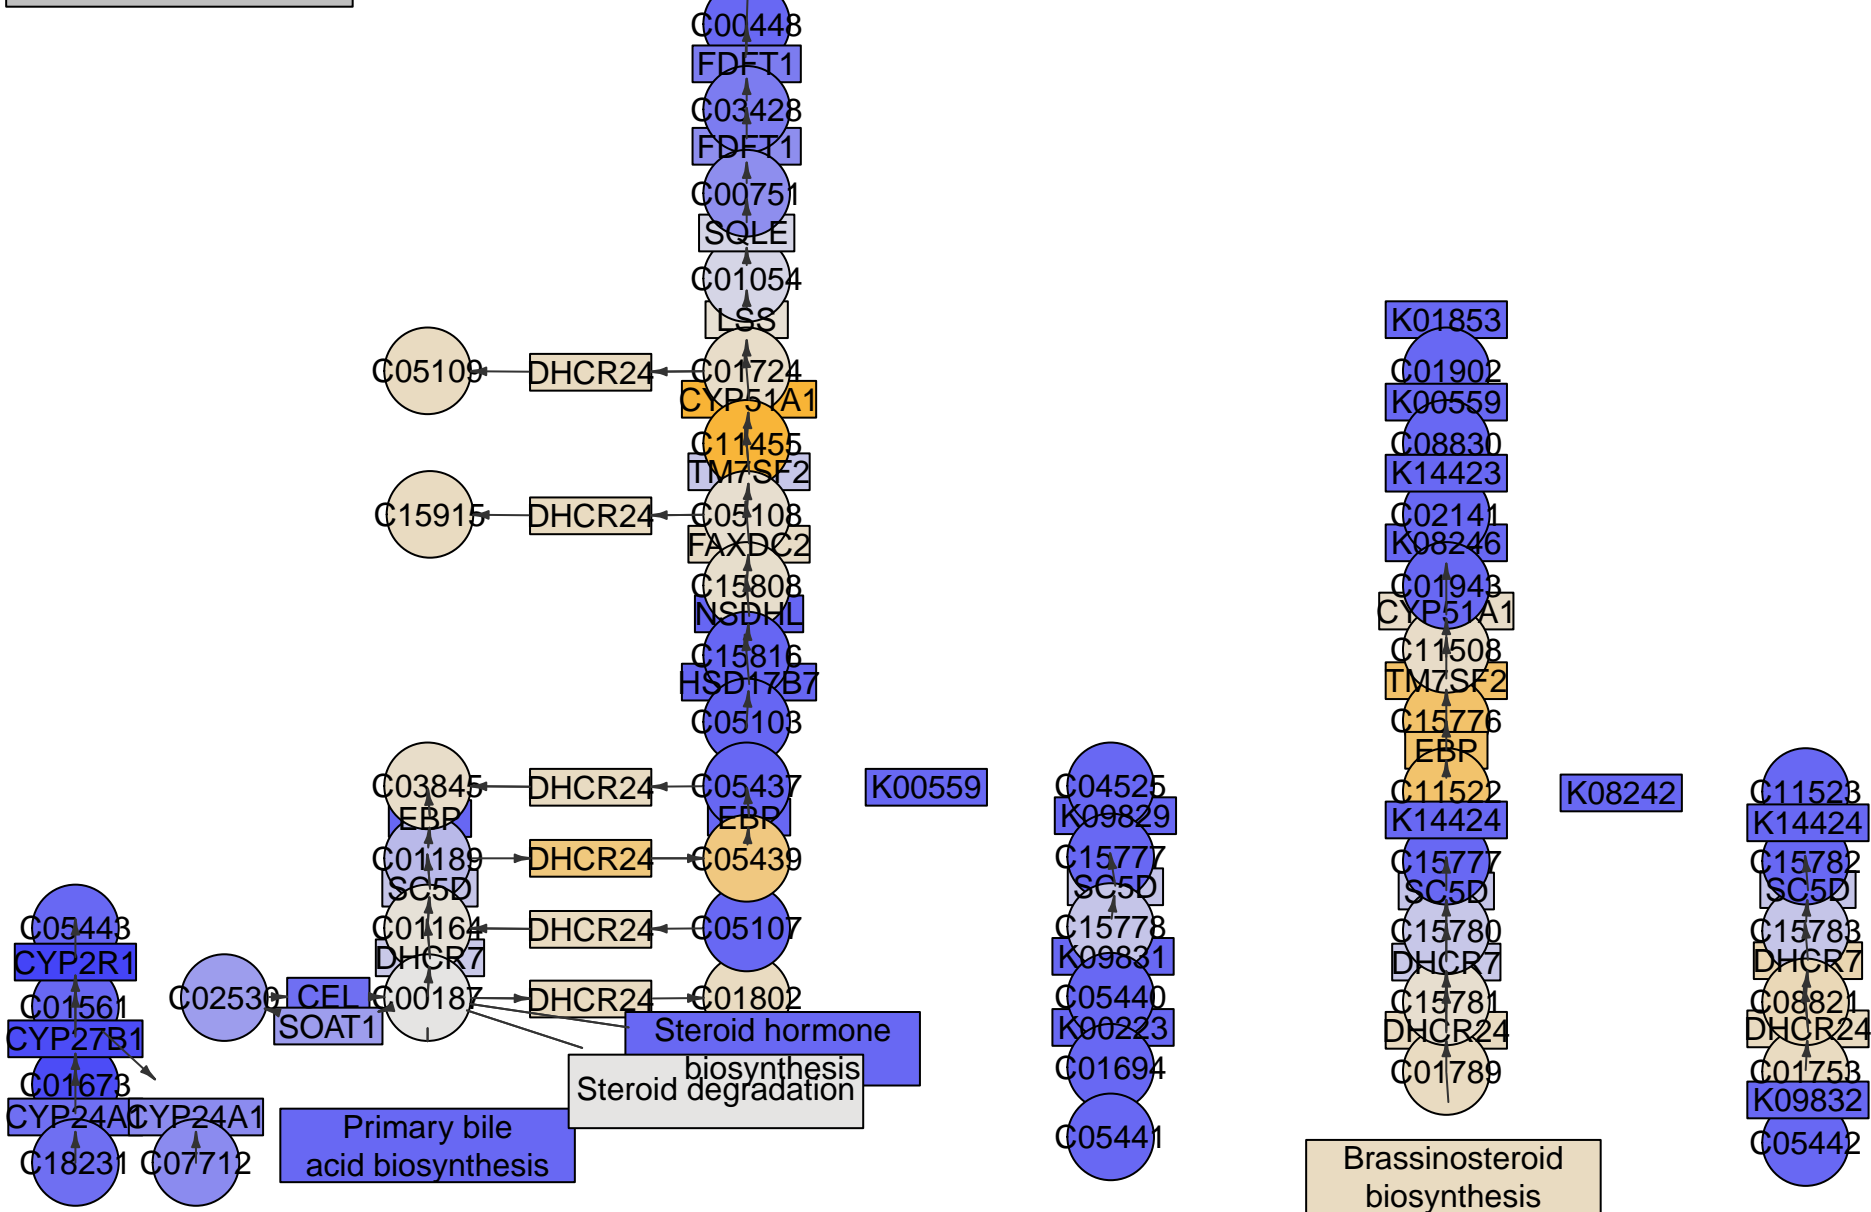 C00448
FDFT1
C03428
FDFT1
C00751
SQLE
C01054
LSS
K01853
C05109
DHCR24
C01724
C01902
CYP51A1
K00559
C11455
C08830
TM7SF2
K14423
C15915
DHCR24
C05108
C02141
FAXDC2
K08246
C15808
C01943
NSDHL
CYP51A1
C15816
C11508
HSD17B7
TM7SF2
C05103
C15776
EBP
C03845
DHCR24
C05437
K00559
C04525
C11522
K08242
C11523
EBP
EBP
K09829
K14424
K14424
C01189
DHCR24
C05439
C15777
C15777
C15782
SC5D
SC5D
SC5D
SC5D
C05443
C01164
DHCR24
C05107
C15778
C15780
C15783
CYP2R1
DHCR7
K09831
DHCR7
DHCR7
C01561
C02530
CEL
C00187
DHCR24
C01802
C05440
C15781
C08821
CYP27B1
SOAT1
Steroid hormone
biosynthesis
K00223
DHCR24
DHCR24
C01673
Steroid degradation
C01694
C01789
C01753
CYP24A1
CYP24A1
Primary bile
acid biosynthesis
K09832
C18231
C07712
C05441
Brassinosteroid
biosynthesis
C05442